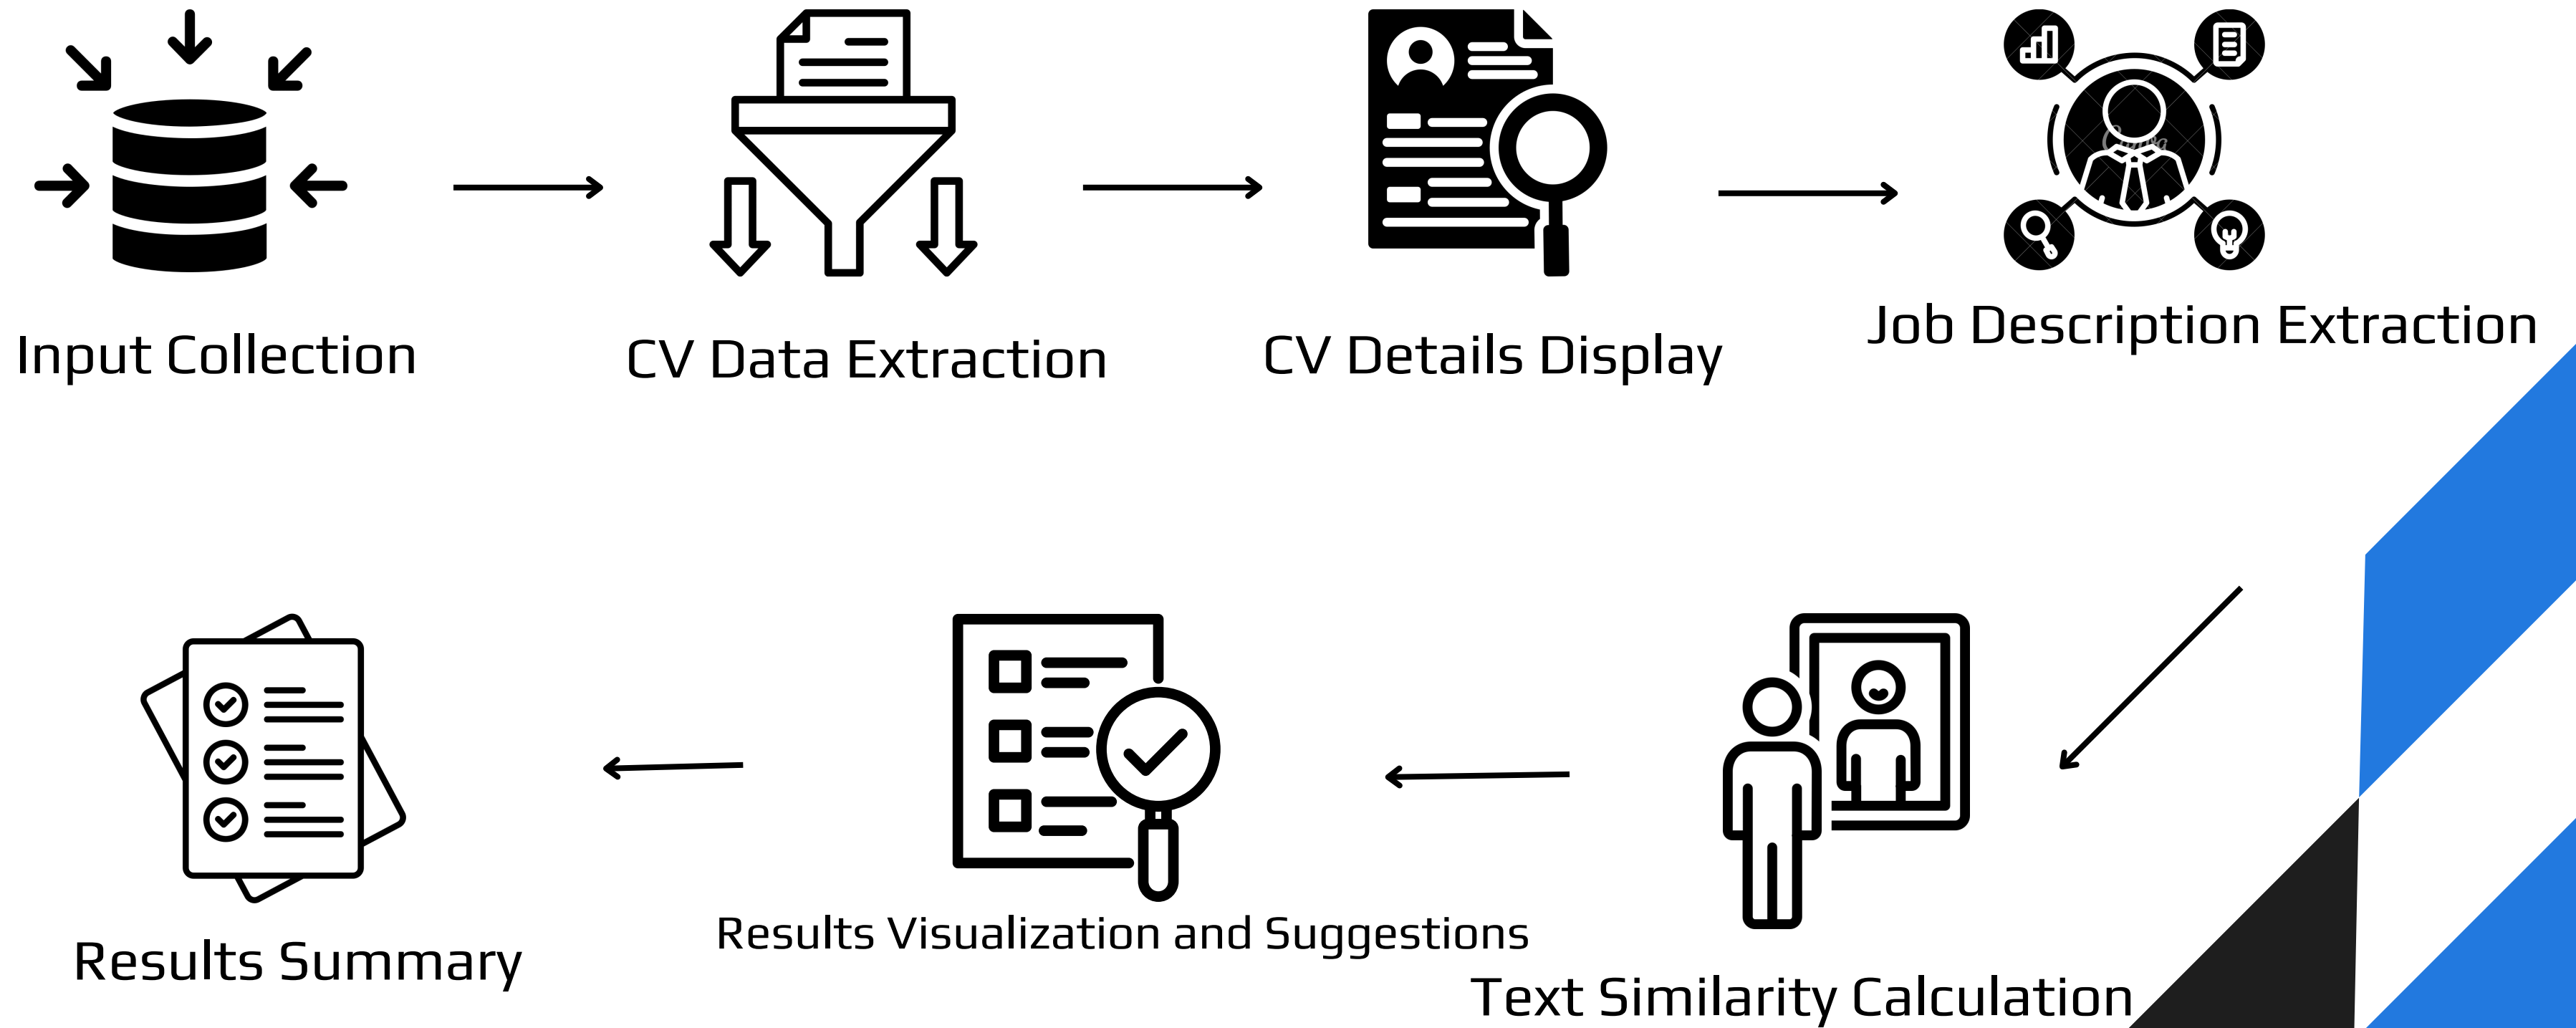 Input Collection
CV Data Extraction
CV Details Display
Job Description Extraction
Canva
Results Summary
Results Visualization and Suggestions
Text Similarity Calculation